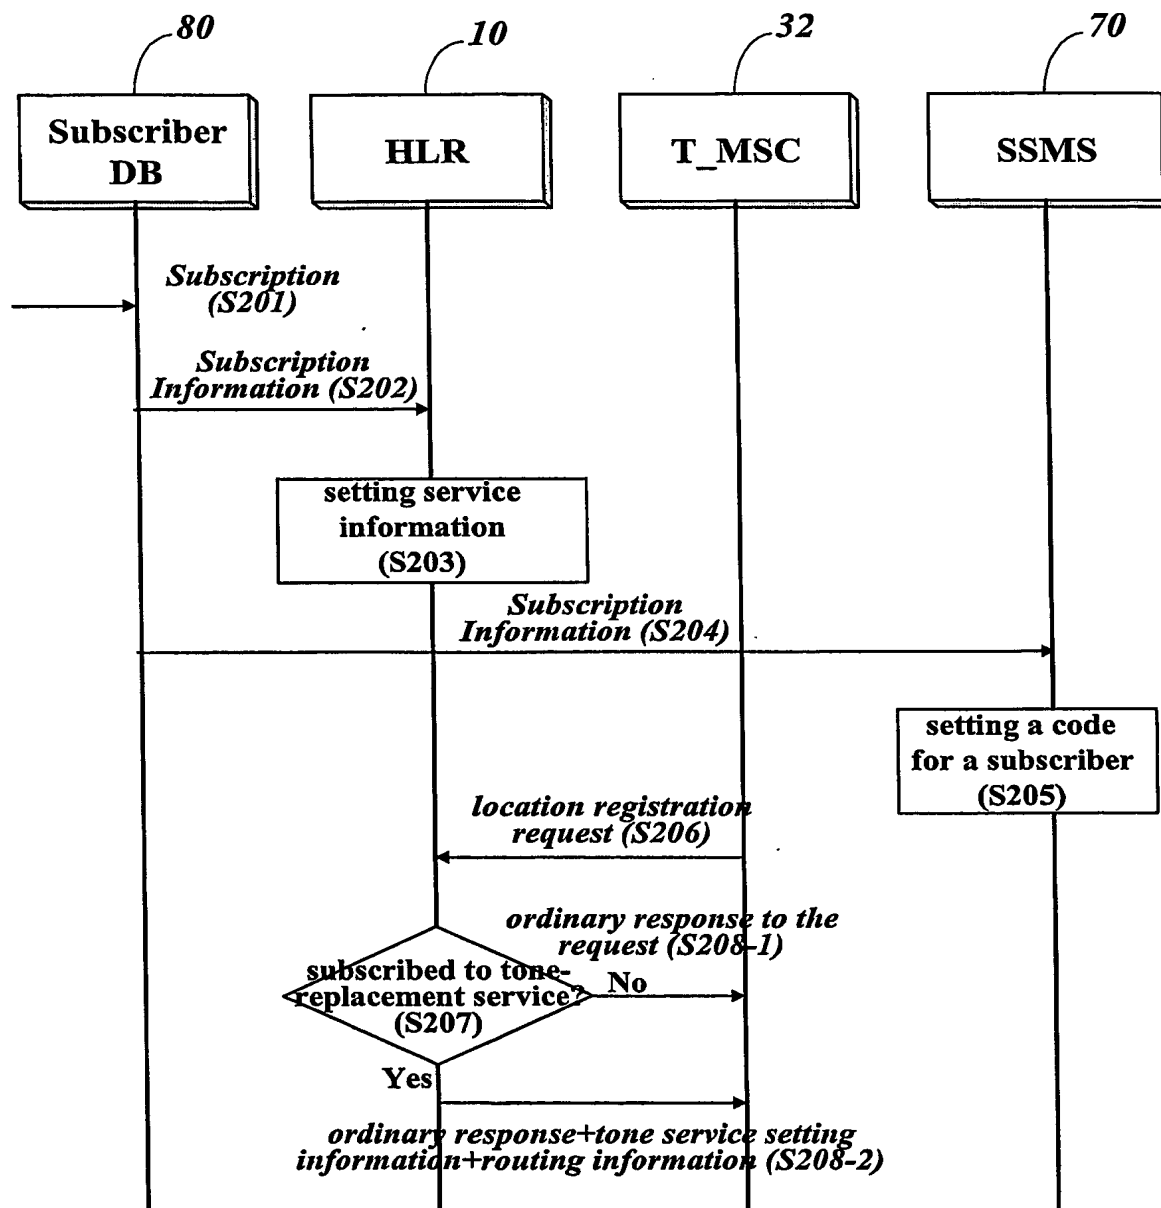 80
10
32
70
Subscriber
DB
HLR
T_MSC
SSMS
Subscription
(S201)
Subscription
Information (S202)
setting service
information
(S203)
Subscription
Information (S204)
setting a code
for a subscriber
(S205)
location registration
request (S206)
ordinary response to the
request (S208-1)
subscribed to tone-
replacement service?
(S207)
No
Yes
ordinary response+tone service setting
information+routing information (S208-2)